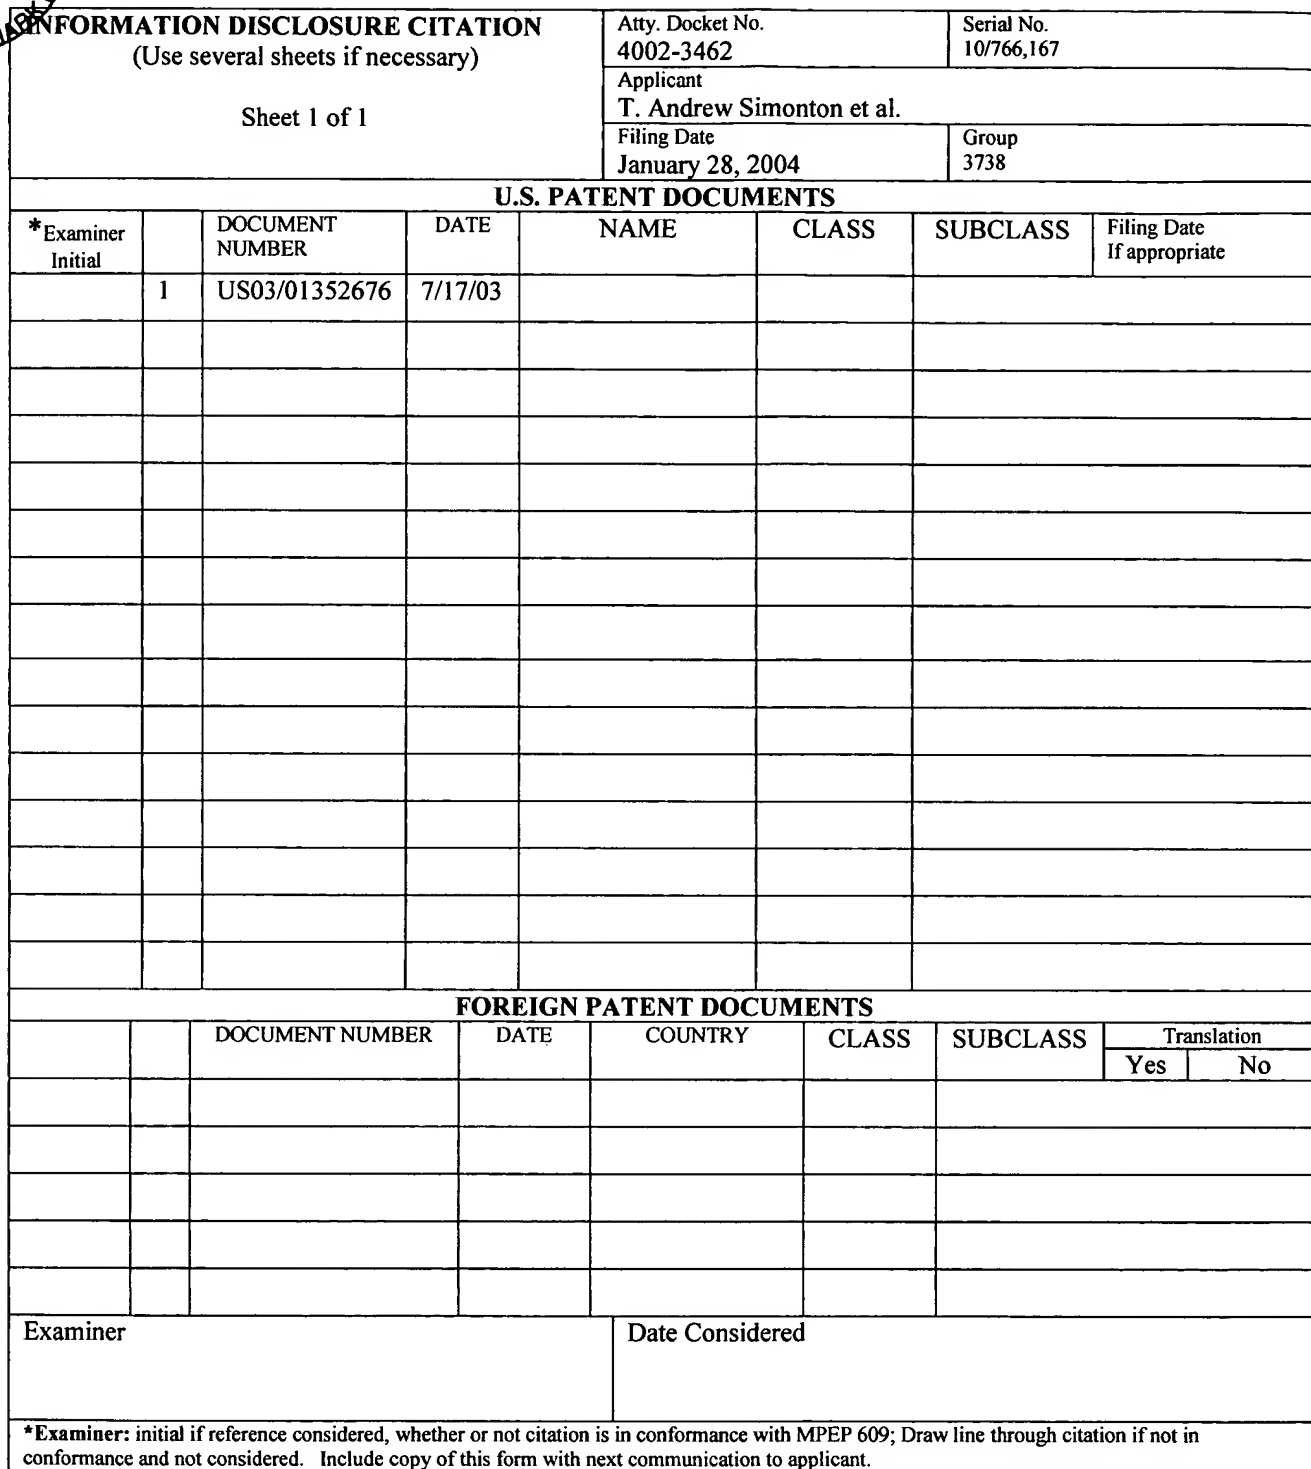 INFORMATION DISCLOSURE CITATION
(Use several sheets if necessary)
Sheet 1 of 1
Atty. Docket No.
4002-3462
Serial No.
10/766,167
Applicant
T. Andrew Simonton et al.
Filing Date
January 28, 2004
Group
3738
U.S. PATENT DOCUMENTS
*Examiner
Initial
DOCUMENT
NUMBER
DATE
NAME
CLASS
SUBCLASS
Filing Date
If appropriate
1 US03/01352676 7/17/03
FOREIGN PATENT DOCUMENTS
DOCUMENT NUMBER
DATE
COUNTRY
CLASS
SUBCLASS
Translation
Yes No
Examiner
Date Considered
*Examiner: initial if reference considered, whether or not citation is in conformance with MPEP 609; Draw line through citation if not in
conformance and not considered. Include copy of this form with next communication to applicant.